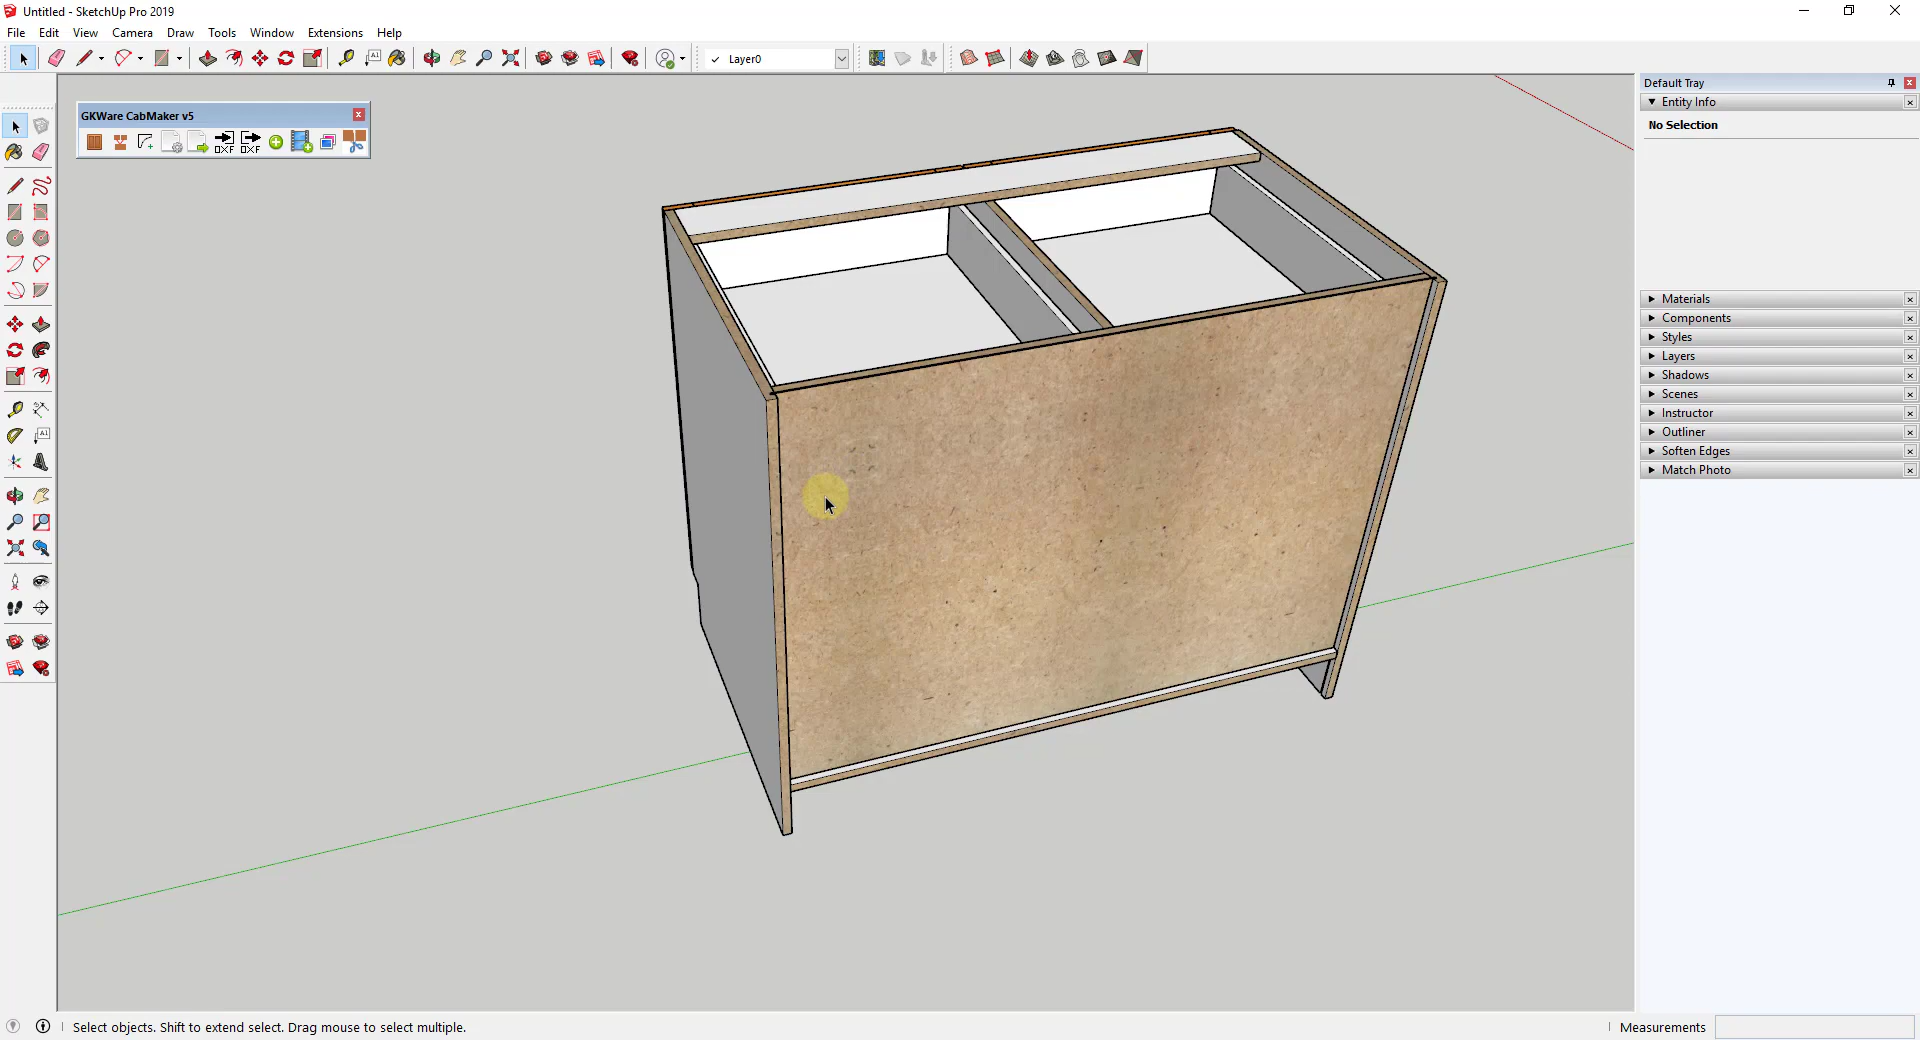 Untitled - SketchUp Pro 2019
File Edit View Camera Draw Tools Window Extensions Help
A1
Layer0
GKWare CabMaker v5
DXF DXF
A1
Default Tray
Entity Info
No Selection
Materials
Components
Styles
Layers
Shadows
Scenes
Instructor
Outliner
Soften Edges
Match Photo
Select objects. Shift to extend select. Drag mouse to select multiple.
Measurements